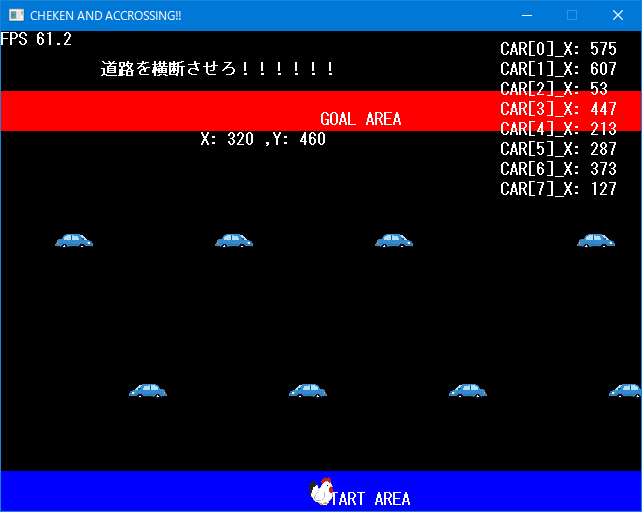 CHEKEN AND ACCROSSING!!
FPS 61.2
道路を横断させろ！！！！！！
CAR[0]_X: 575
CAR[1]_X: 607
CAR[2]_X: 53
CAR[3]_X: 447
CAR[4]_X: 213
CAR[5]_X: 287
CAR[6]_X: 373
CAR[7]_X: 127
GOAL AREA
X: 320 ,Y: 460
TART AREA